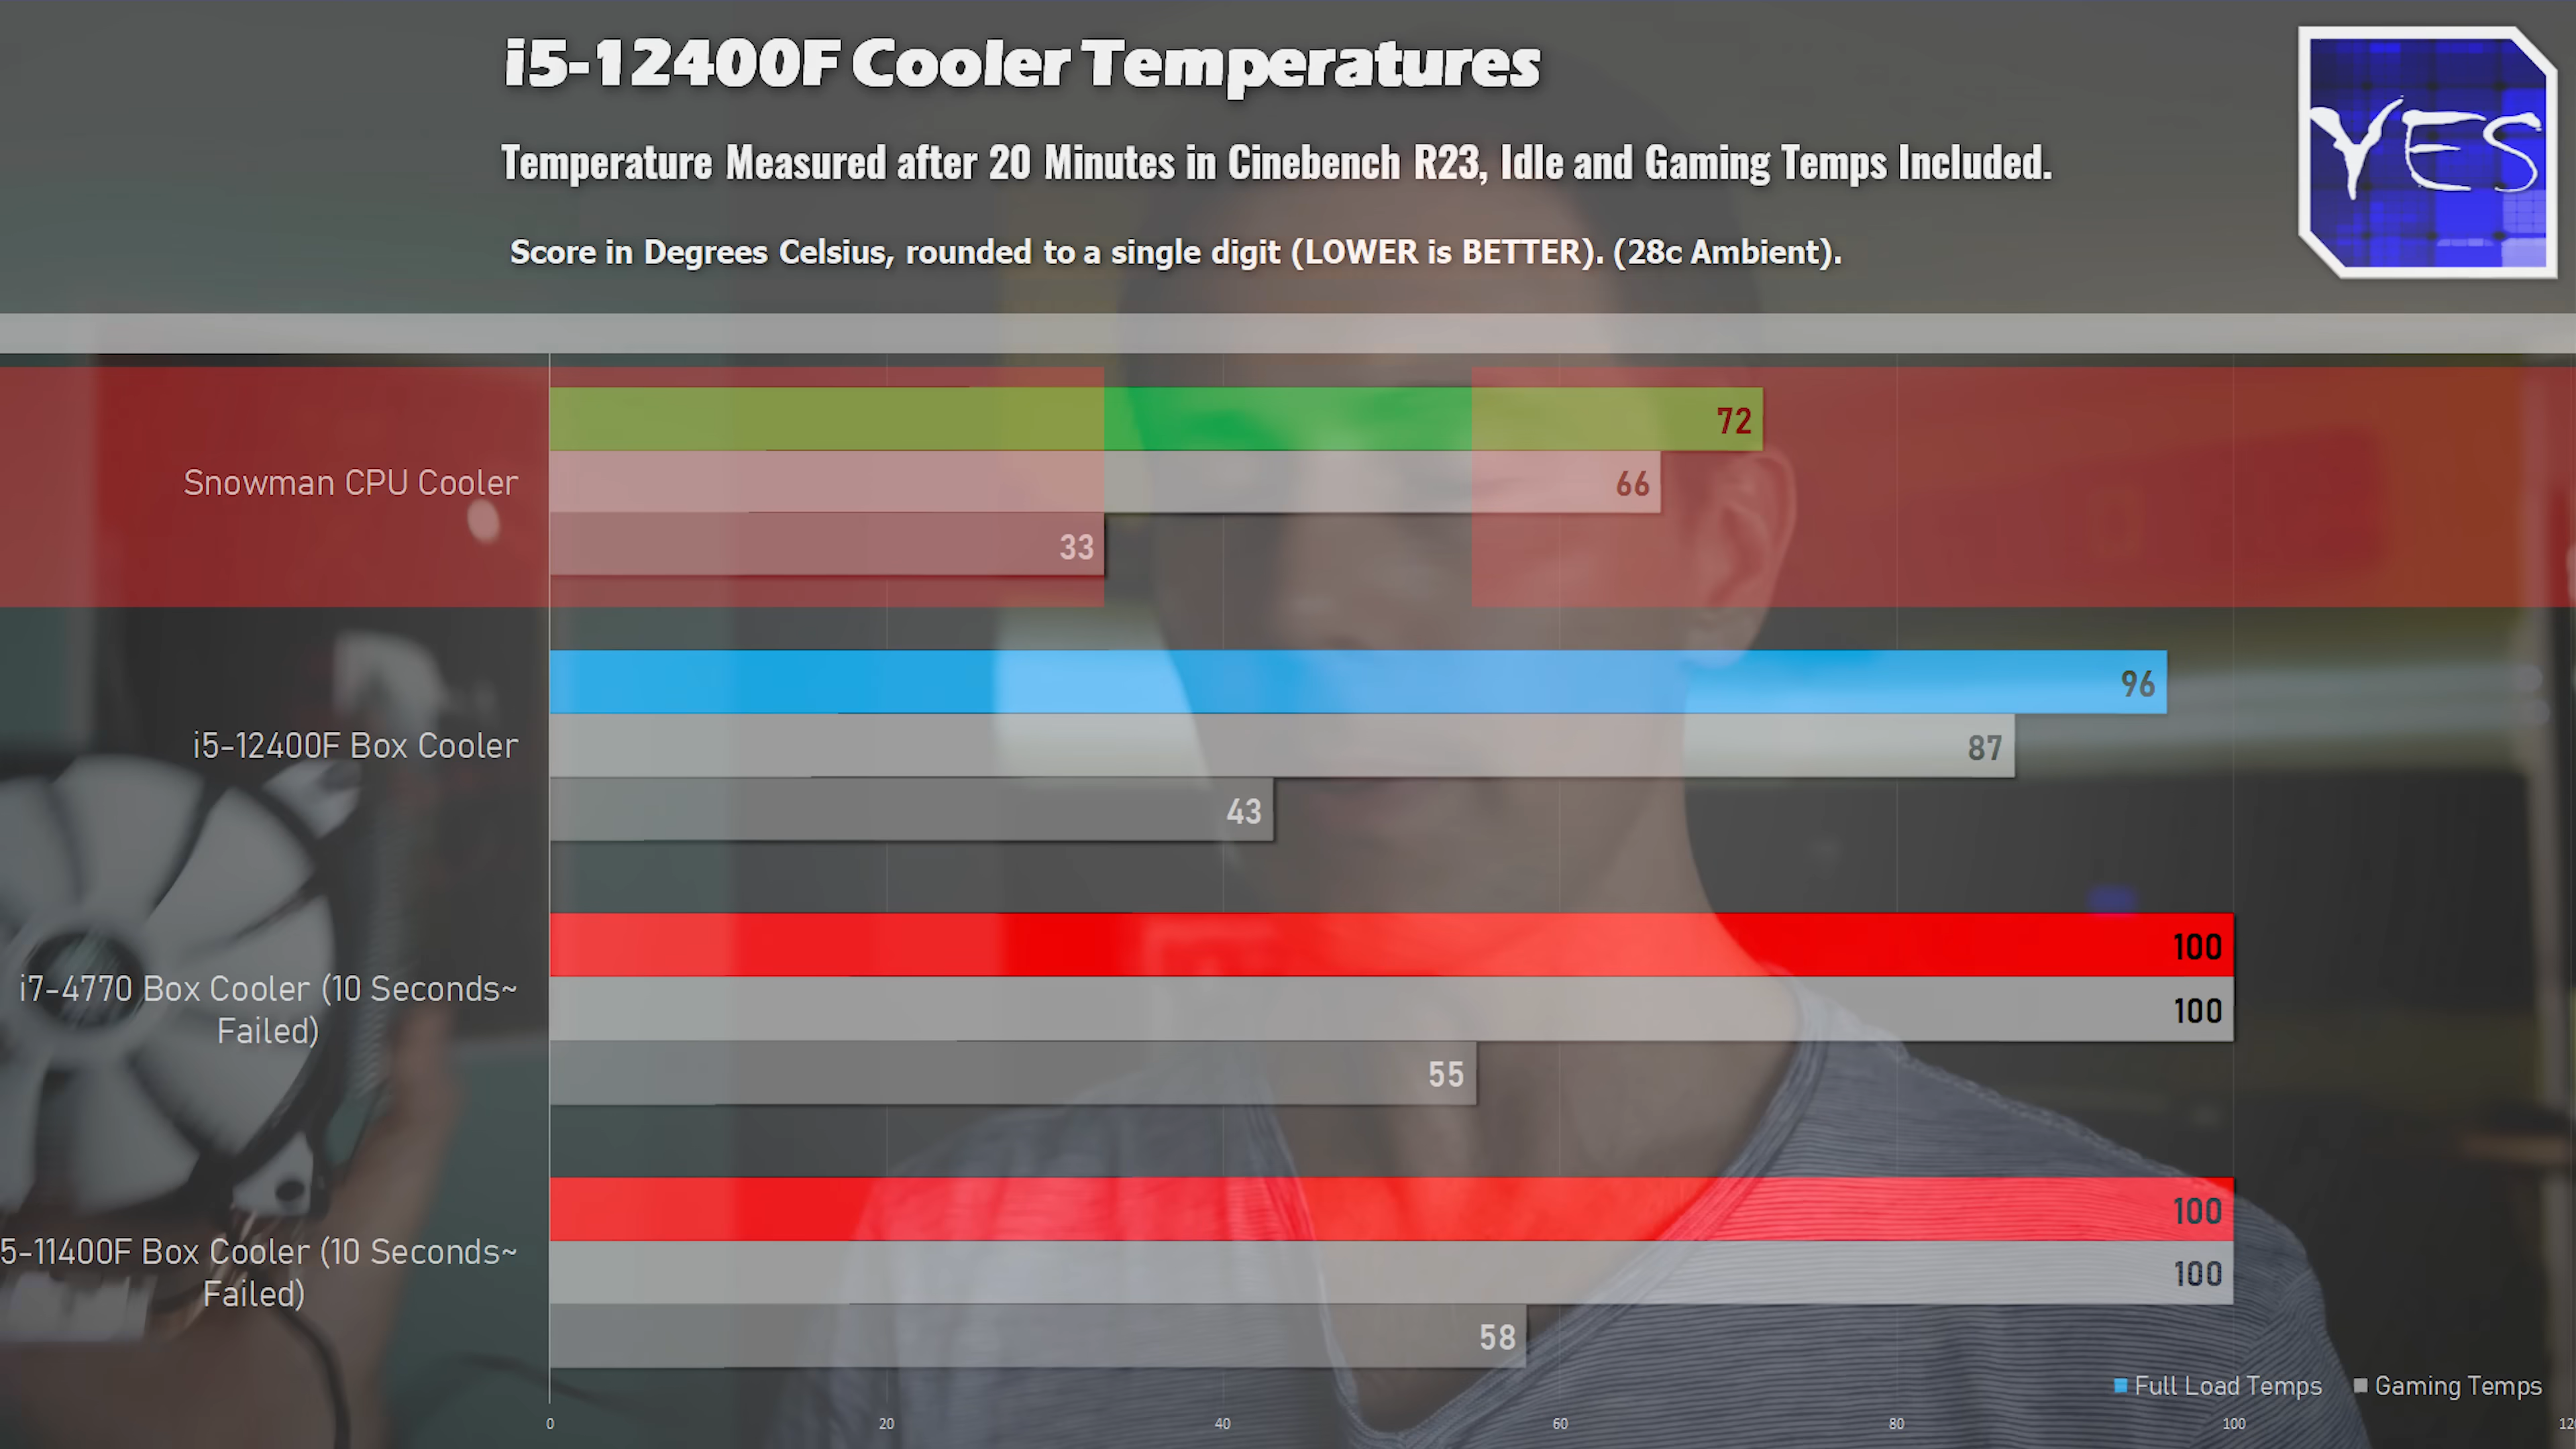 i5-12400F Cooler Temperatures
Temperature Measured after 20 Minutes in Cinebench R23, Idle and Gaming Temps Included.
Score in Degrees Celsius, rounded to a single digit (LOWER is BETTER). (28c Ambient).
YES
Snowman CPU Cooler
72
66
33
i5-12400F Box Cooler
96
87
43
i7-4770 Box Cooler (10 Seconds~
Failed)
100
100
55
5-11400F Box Cooler (10 Seconds~
Failed)
100
100
58
Full Load Temps
Gaming Temps
0 20 40 60 80 100